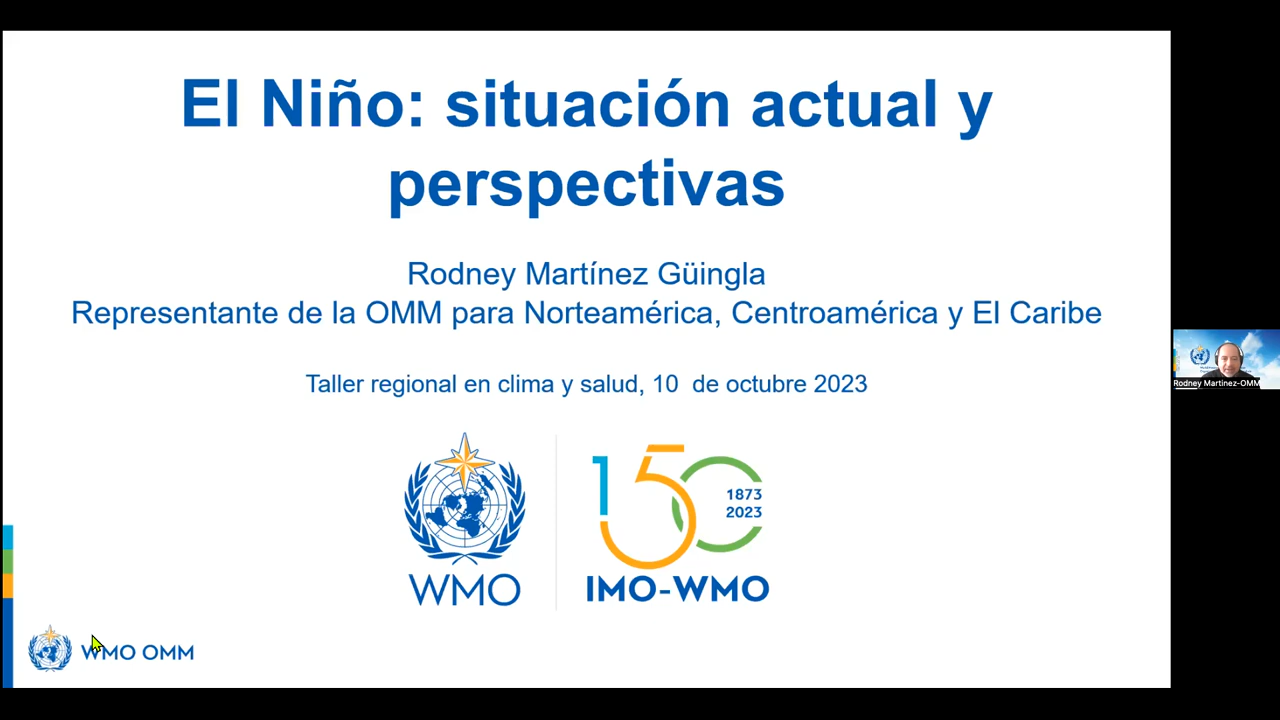 El Niño: situación actual y
perspectivas
Rodney Martínez Güingla
Representante de la OMM para Norteamérica, Centroamérica y El Caribe
Taller regional en clima y salud, 10 de octubre 2023
WMO
150
1873
2023
IMO-WMO
WMO OMM
Rodney Martinez-OMM